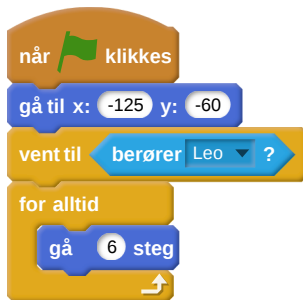 når klikkes
gå til x: -125 y: -60
vent til berører Leo ?
for alltid
gå 6 steg